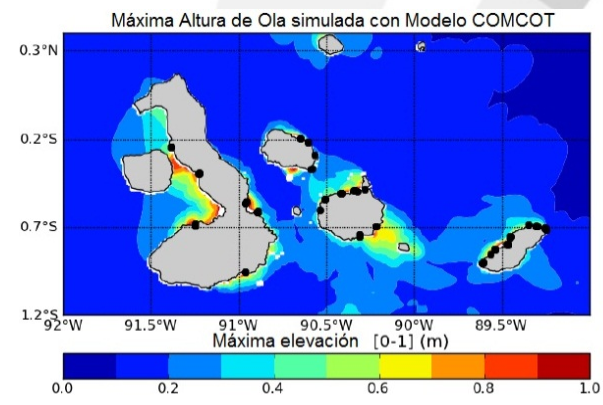 Máxima Altura de Ola simulada con Modelo COMCOT
0.3°N
0.2°S
0.7°S
1.2°S
92°W 91.5°W 91°W 90.5°W 90°W 89.5°W
Máxima elevación [0-1] (m)
0.0 0.2 0.4 0.6 0.8 1.0